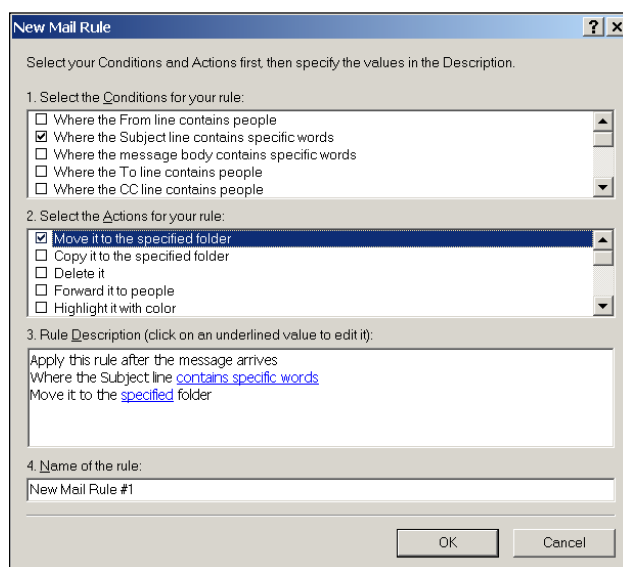 New Mail Rule
Select your Conditions and Actions first, then specify the values in the Description.
1. Select the Conditions for your rule:
Where the From line contains people
Where the Subject line contains specific words
Where the message body contains specific words
Where the To line contains people
Where the CC line contains people
2. Select the Actions for your rule:
Move it to the specified folder
Copy it to the specified folder
Delete it
Forward it to people
Highlight it with color
3. Rule Description (click on an underlined value to edit it):
Apply this rule after the message arrives
Where the Subject line contains specific words
Move it to the specified folder
4. Name of the rule:
New Mail Rule #1
OK Cancel